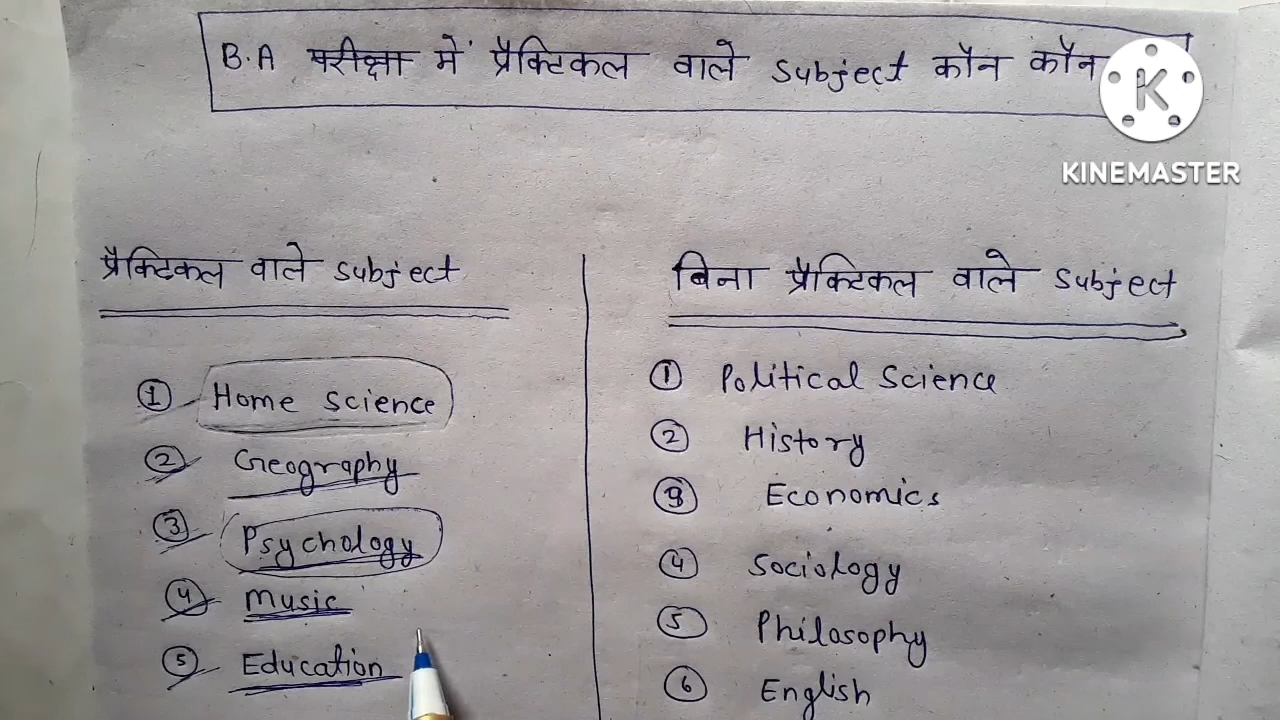 B.A परीक्षा में प्रैक्टिकल वाले Subject कौन कौन
K
KINEMASTER
प्रैक्टिकल वाले Subject
① Home Science
② Geography
③ Psychology
④ Music
⑤ Education
बिना प्रैक्टिकल वाले Subject
① Political Science
② History
③ Economics
④ Sociology
⑤ Philosophy
⑥ English